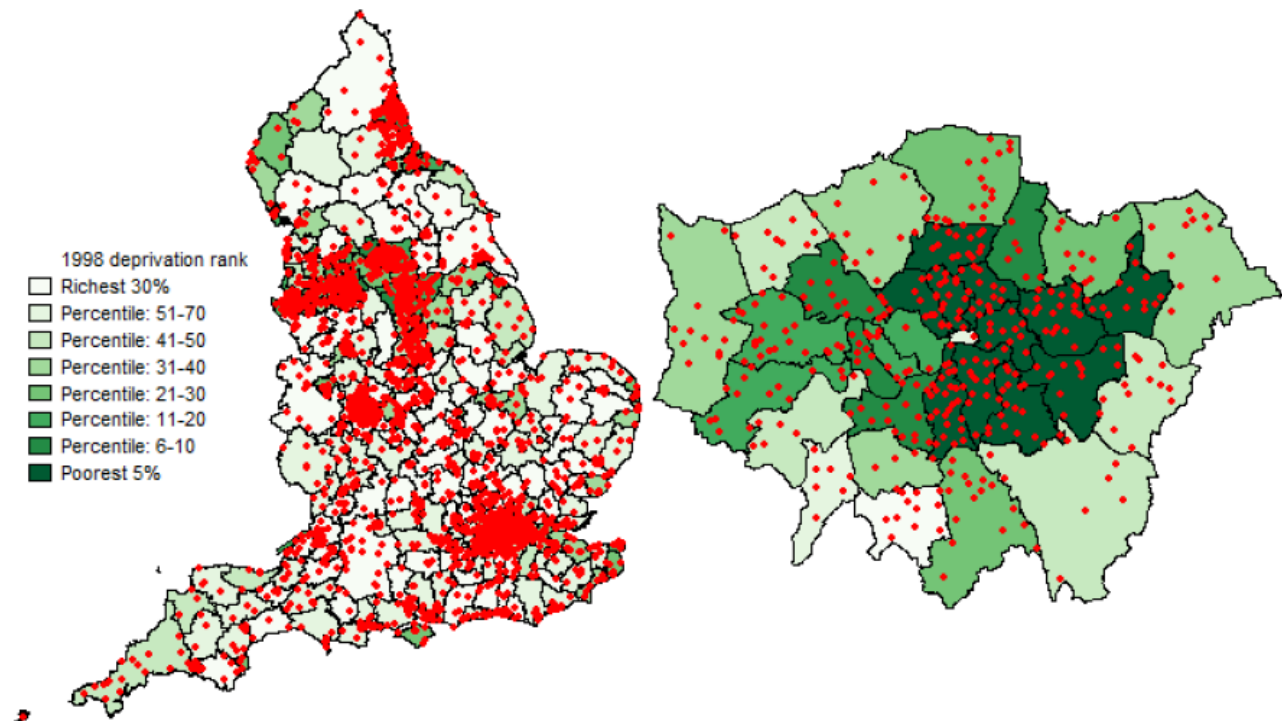 1998 deprivation rank
Richest 30%
Percentile: 51-70
Percentile: 41-50
Percentile: 31-40
Percentile: 21-30
Percentile: 11-20
Percentile: 6-10
Poorest 5%